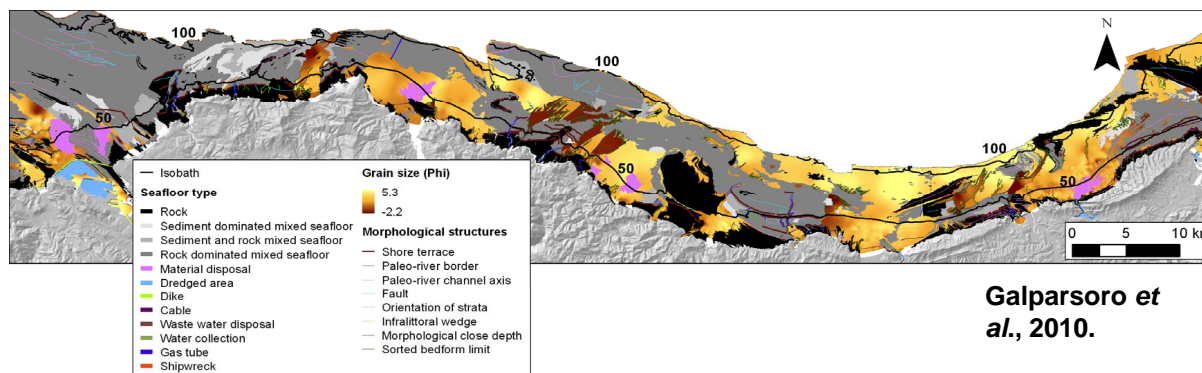 100
N
100
50
100
50
50
Isobath
Seafloor type
Rock
Sediment dominated mixed seafloor
Sediment and rock mixed seafloor
Rock dominated mixed seafloor
Material disposal
Dredged area
Dike
Cable
Waste water disposal
Water collection
Gas tube
Shipwreck
Grain size (Phi)
5.3
-2.2
Morphological structures
Shore terrace
Paleo-river border
Paleo-river channel axis
Fault
Orientation of strata
Infralittoral wedge
Morphological close depth
Sorted bedform limit
0 5 10 km
Galparsoro et
al., 2010.